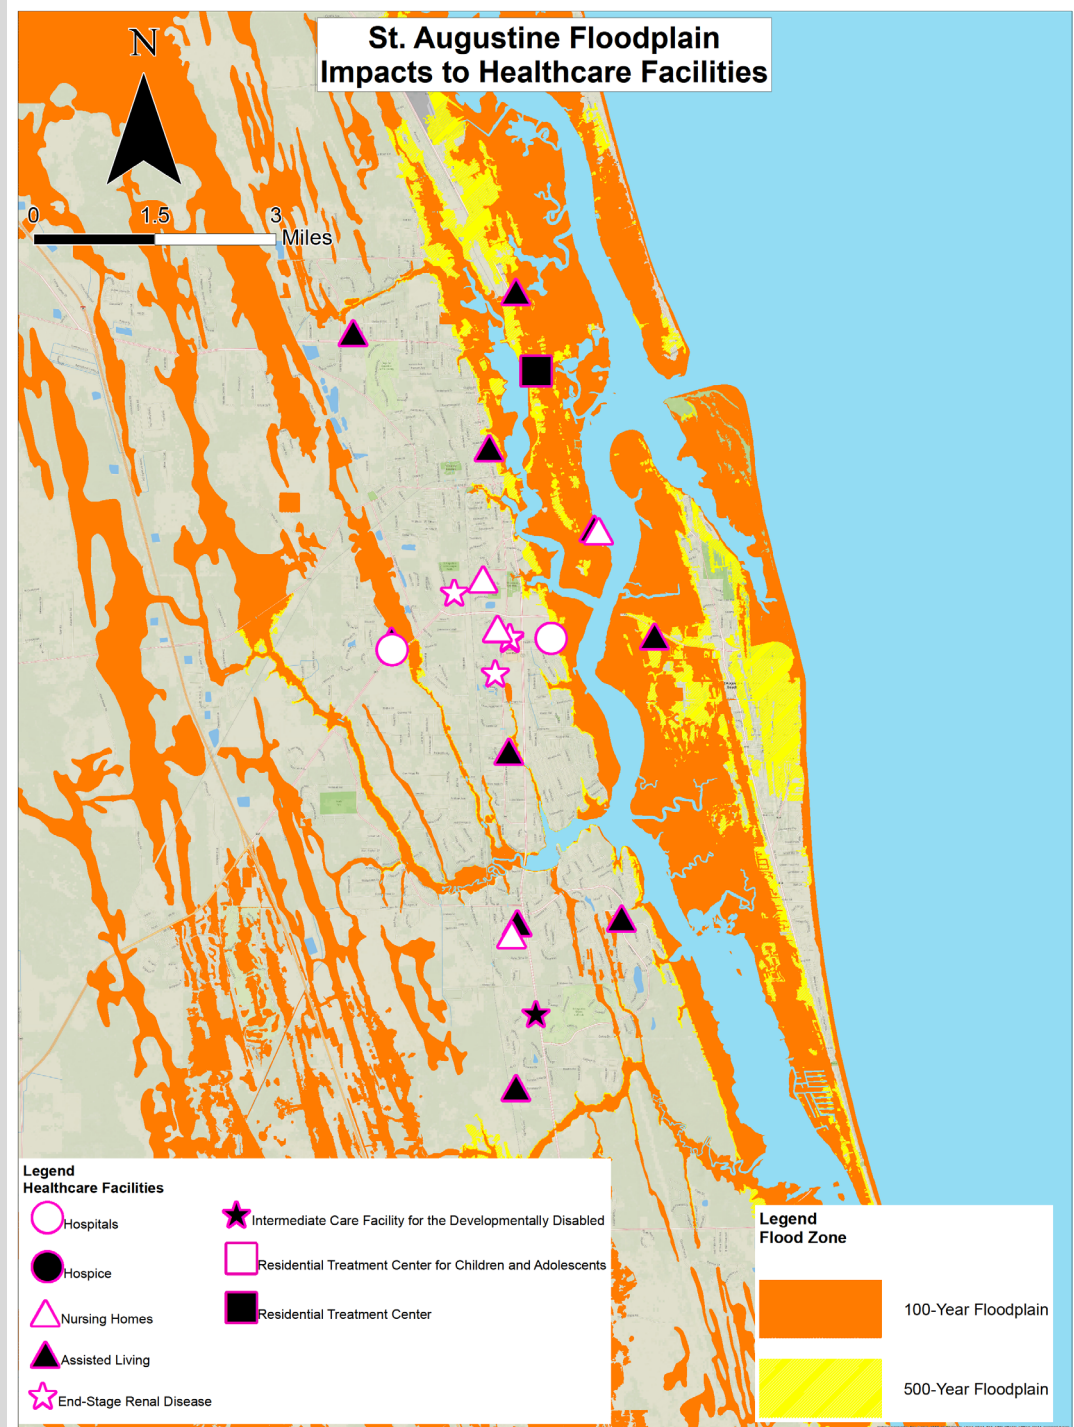 St. Augustine Floodplain
Impacts to Healthcare Facilities
N
0 1.5 3
Miles
Legend
Healthcare Facilities
Hospitals
Hospice
Nursing Homes
Assisted Living
End-Stage Renal Disease
Intermediate Care Facility for the Developmentally Disabled
Residential Treatment Center for Children and Adolescents
Residential Treatment Center
Legend
Flood Zone
100-Year Floodplain
500-Year Floodplain